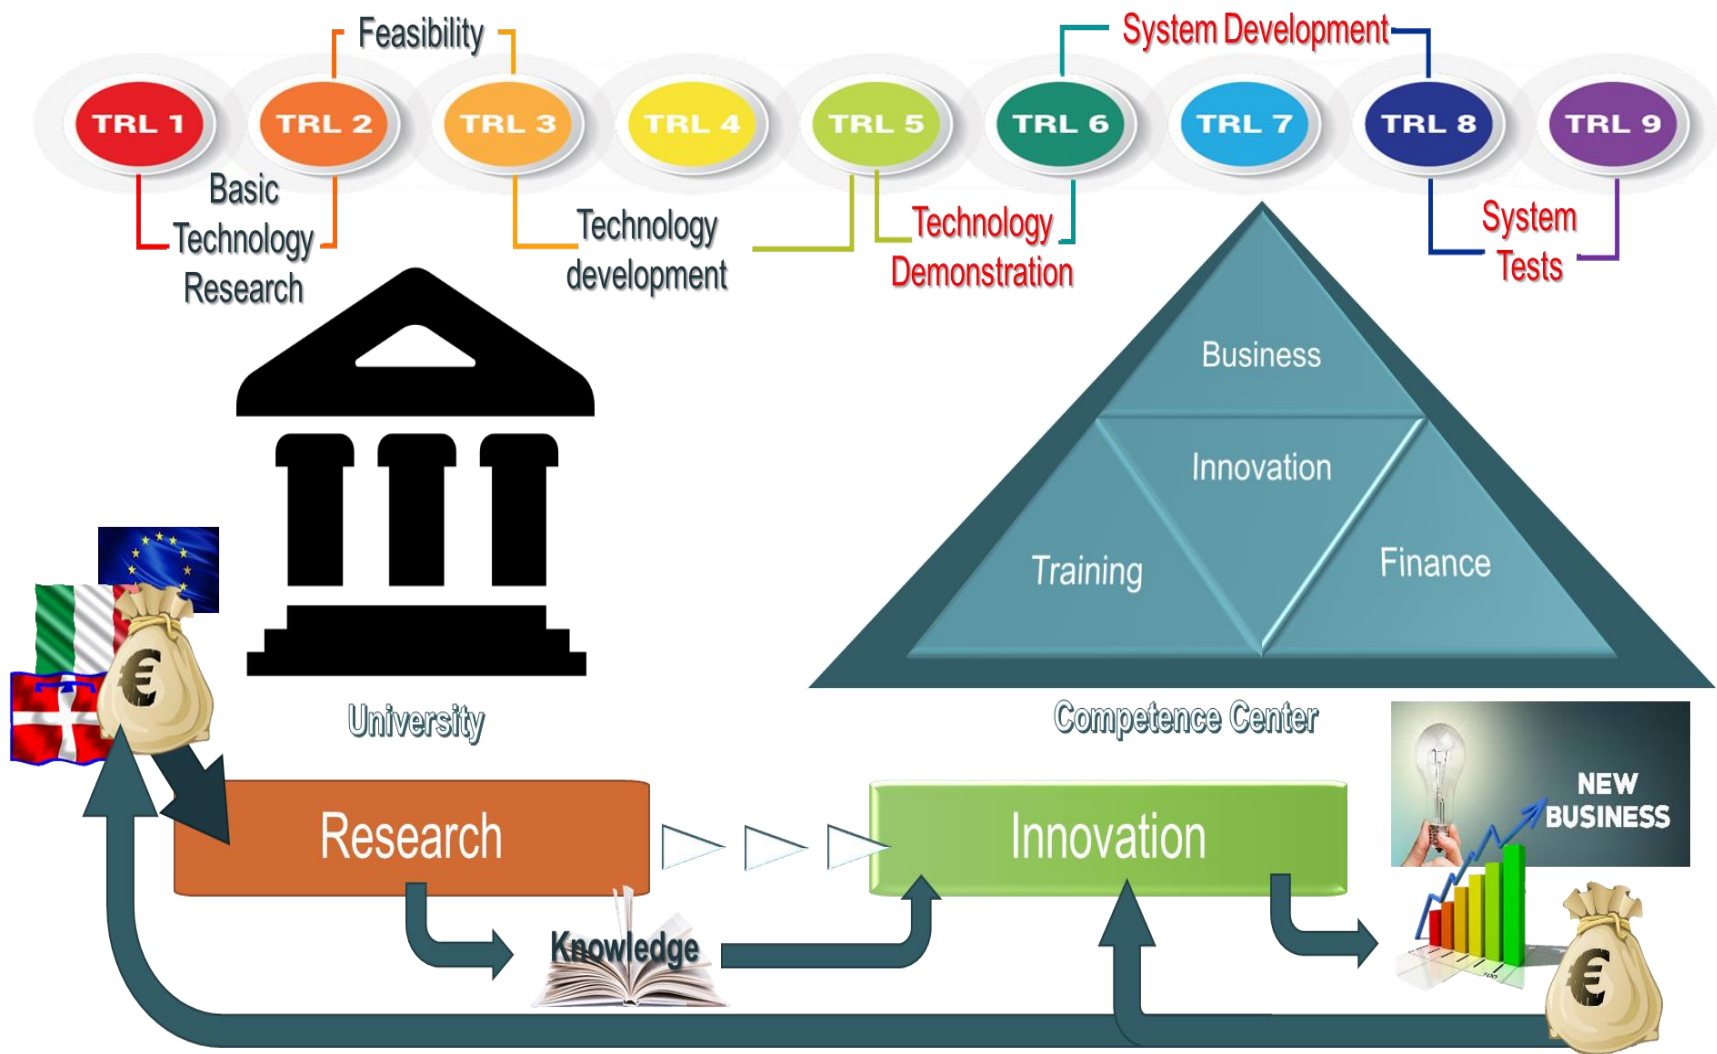 Feasibility
System Development
TRL 1
TRL 2
TRL 3
TRL 4
TRL 5
TRL 6
TRL 7
TRL 8
TRL 9
Basic
Technology
Research
Technology
development
Technology
Demonstration
System
Tests
Business
Innovation
Training
Finance
€
University
Competence Center
NEW
BUSINESS
Research
Innovation
Knowledge
100
€